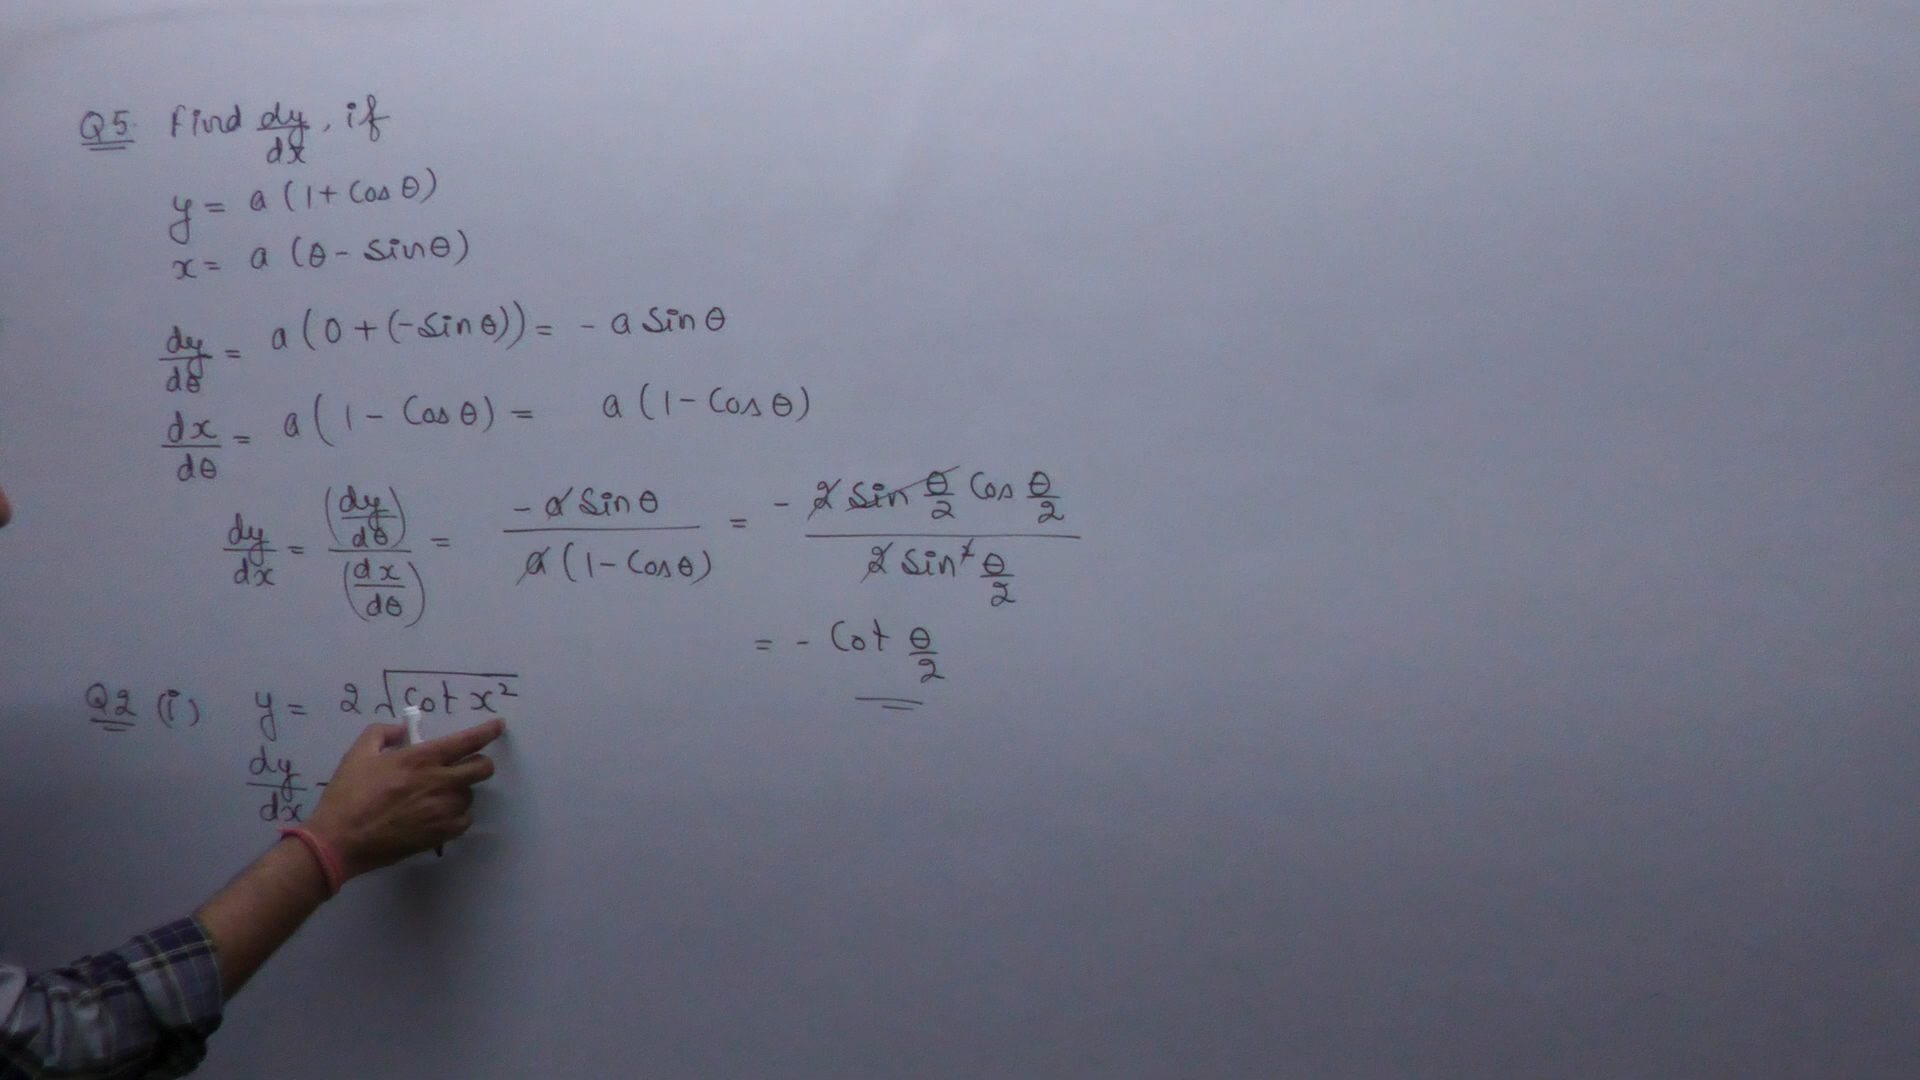 Q5. Find dy/dx, if
y = a (1 + Cos θ)
x = a (θ - Sin θ)
dy/dθ = a (0 + (-Sin θ)) = - a Sin θ
dx/dθ = a (1 - Cos θ) = a (1 - Cos θ)
dy/dx = (dy/dθ)/(dx/dθ) = - a Sin θ / a (1 - Cos θ) = - 2 Sin θ/2 Cos θ/2 / 2 Sin² θ/2
= - Cot θ/2
Q2 (i) y = 2 √Cot x²
dy/dx